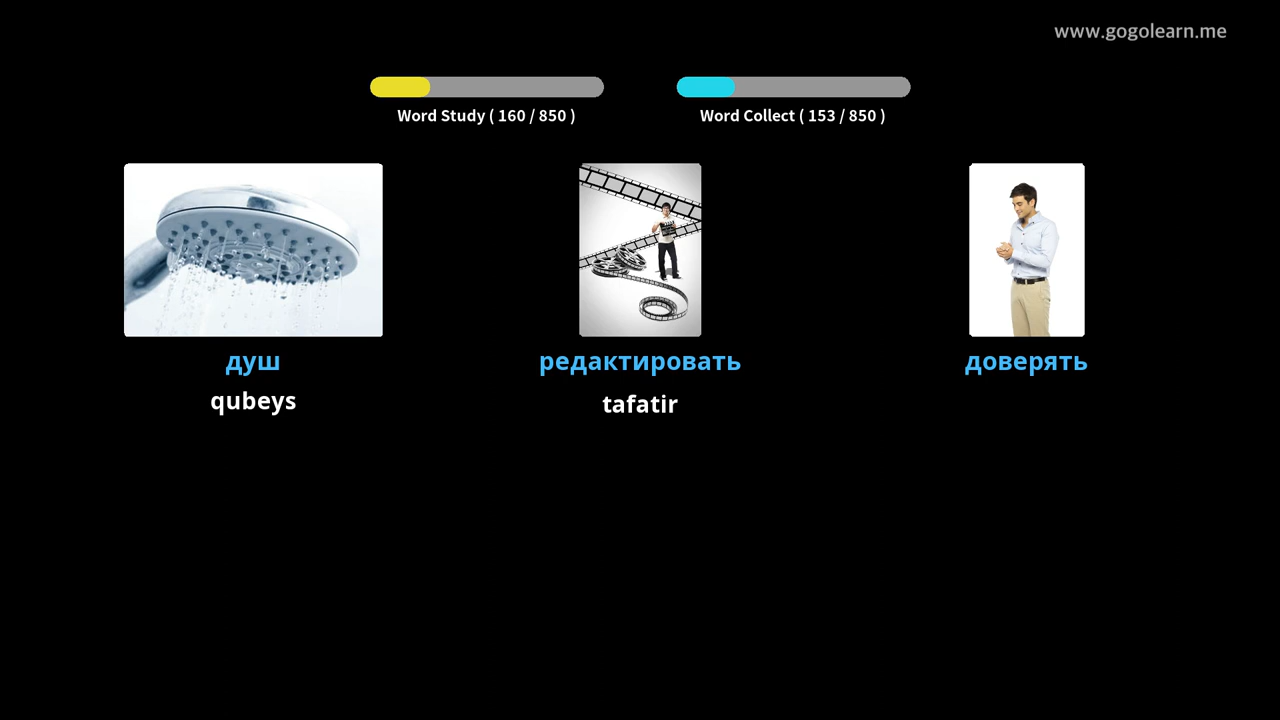 www.gogolearn.me
Word Study ( 160 / 850 )
Word Collect ( 153 / 850 )
душ
редактировать
доверять
qubeys
tafatir